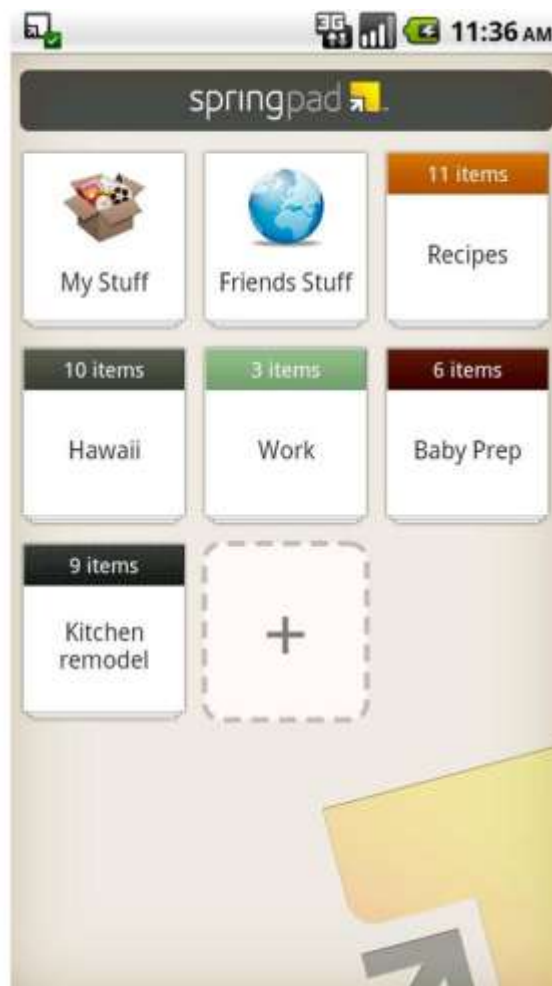 3G
11:36 AM
springpad
My Stuff
Friends Stuff
11 items
Recipes
10 items
Hawaii
3 items
Work
6 items
Baby Prep
9 items
Kitchen
remodel
+